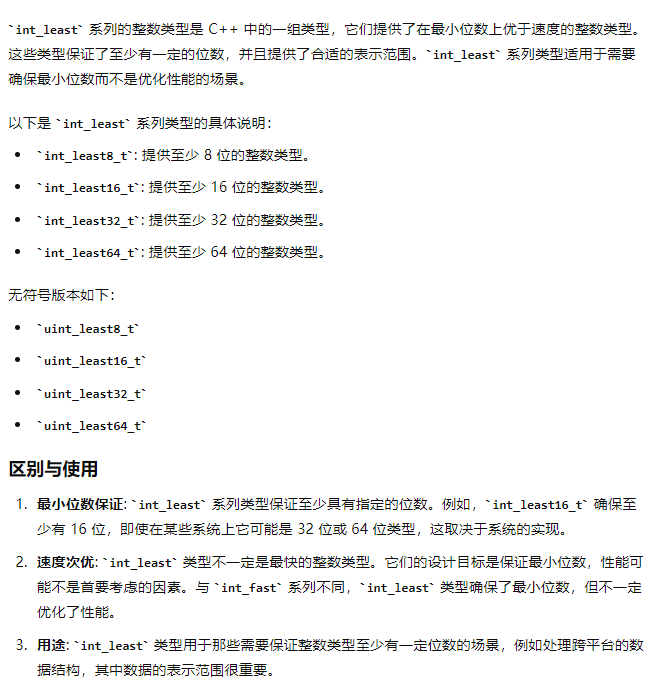 `int_least` 系列的整数类型是 C++ 中的一组类型，它们提供了在最小位数上优于速度的整数类型。
这些类型保证了至少有一定的位数，并且提供了合适的表示范围。`int_least` 系列类型适用于需要
确保最小位数而不是优化性能的场景。
以下是 `int_least` 系列类型的具体说明：
• `int_least8_t`: 提供至少 8 位的整数类型。
• `int_least16_t`: 提供至少 16 位的整数类型。
• `int_least32_t`: 提供至少 32 位的整数类型。
• `int_least64_t`: 提供至少 64 位的整数类型。
无符号版本如下：
• `uint_least8_t`
• `uint_least16_t`
• `uint_least32_t`
• `uint_least64_t`
区别与使用
1. 最小位数保证: `int_least` 系列类型保证至少具有指定的位数。例如，`int_least16_t` 确保至
少有 16 位，即使在某些系统上它可能是 32 位或 64 位类型，这取决于系统的实现。
2. 速度次优: `int_least` 类型不一定是最快的整数类型。它们的设计目标是保证最小位数，性能可
能不是首要考虑的因素。与 `int_fast` 系列不同，`int_least` 类型确保了最小位数，但不一定
优化了性能。
3. 用途: `int_least` 类型用于那些需要保证整数类型至少有一定位数的场景，例如处理跨平台的数
据结构，其中数据的表示范围很重要。